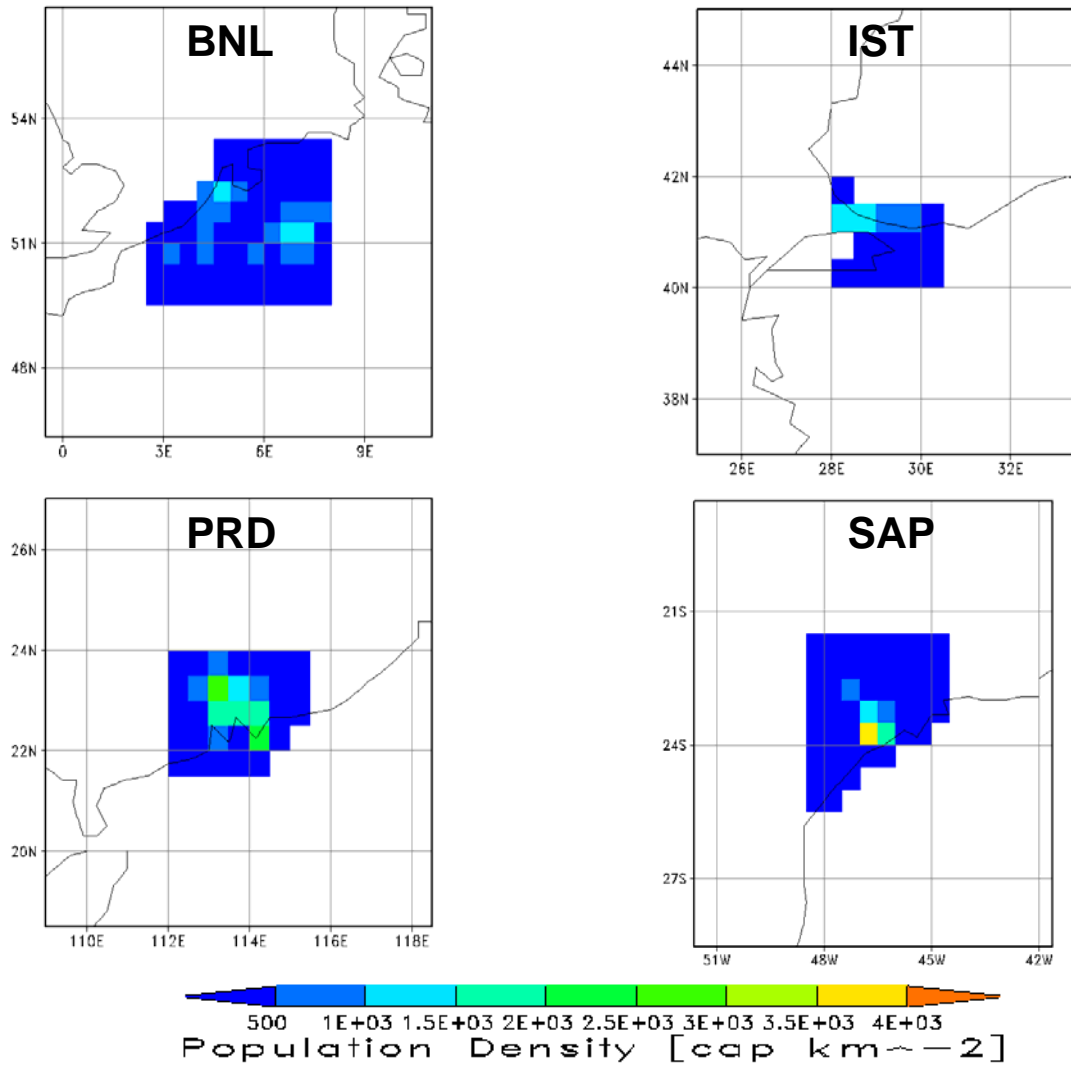 BNL
54N
51N
48N
0 3E 6E 9E
IST
44N
42N
40N
38N
26E 28E 30E 32E
PRD
26N
24N
22N
20N
110E 112E 114E 116E 118E
SAP
21S
24S
27S
51W 48W 45W 42W
500 1E+03 1.5E+03 2E+03 2.5E+03 3E+03 3.5E+03 4E+03
Population Density [cap km^-2]